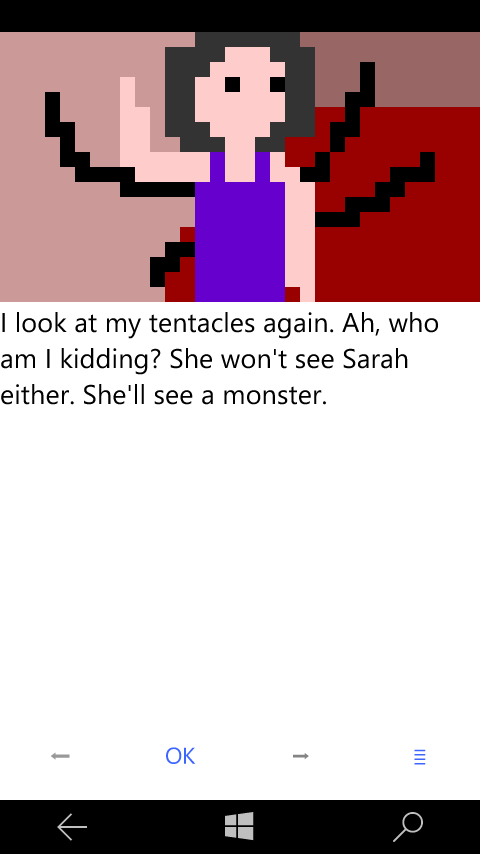 I look at my tentacles again. Ah, who
am I kidding? She won't see Sarah
either. She'll see a monster.
OK